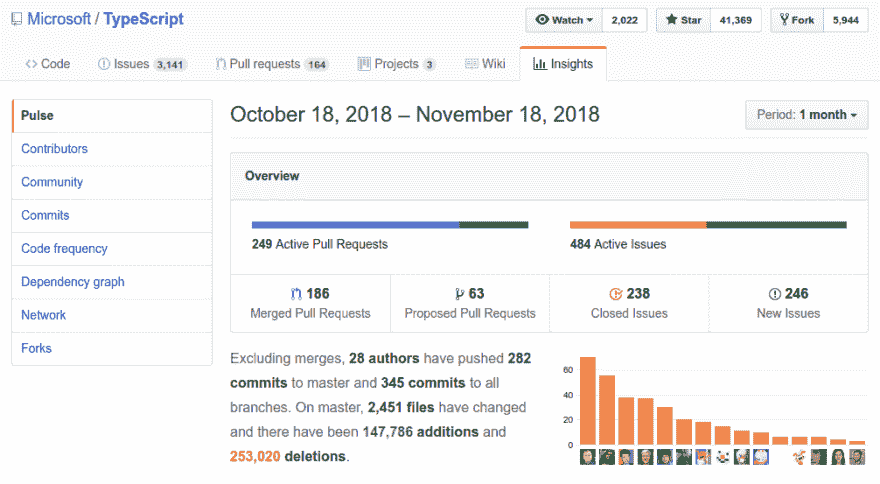 Microsoft / TypeScript
Watch 2,022
Star 41,369
Fork 5,944
Code
Issues 3,141
Pull requests 164
Projects 3
Wiki
Insights
Pulse
Contributors
Community
Commits
Code frequency
Dependency graph
Network
Forks
October 18, 2018 – November 18, 2018
Period: 1 month
Overview
249 Active Pull Requests
484 Active Issues
186
Merged Pull Requests
63
Proposed Pull Requests
238
Closed Issues
246
New Issues
Excluding merges, 28 authors have pushed 282
commits to master and 345 commits to all
branches. On master, 2,451 files have changed
and there have been 147,786 additions and
253,020 deletions.
60
40
20
0